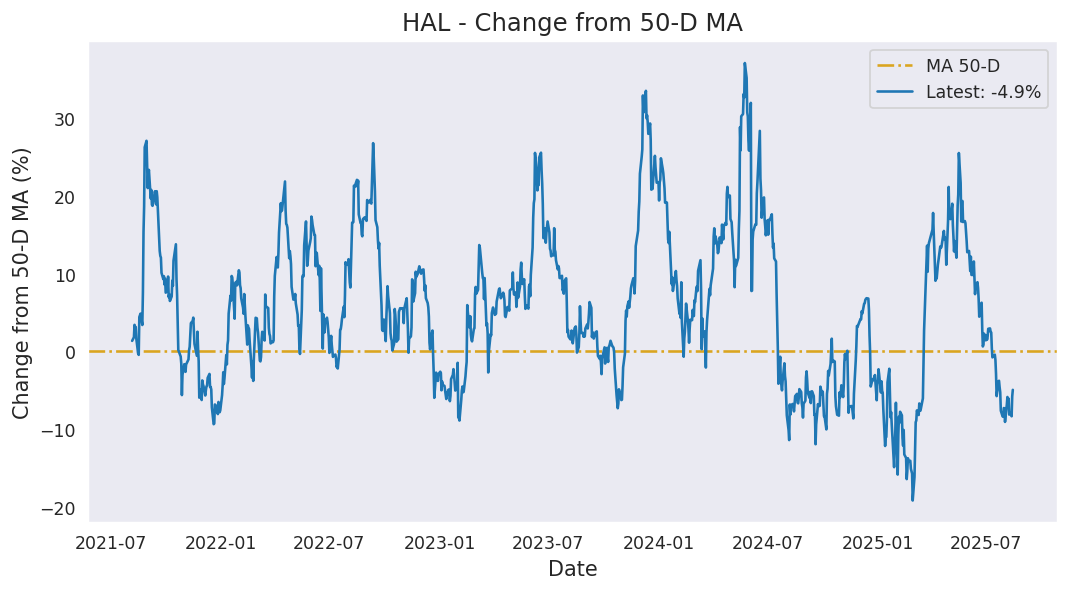 HAL - Change from 50-D MA
MA 50-D
Latest: -4.9%
Change from 50-D MA (%)
30
20
10
0
−10
−20
2021-07 2022-01 2022-07 2023-01 2023-07 2024-01 2024-07 2025-01 2025-07
Date